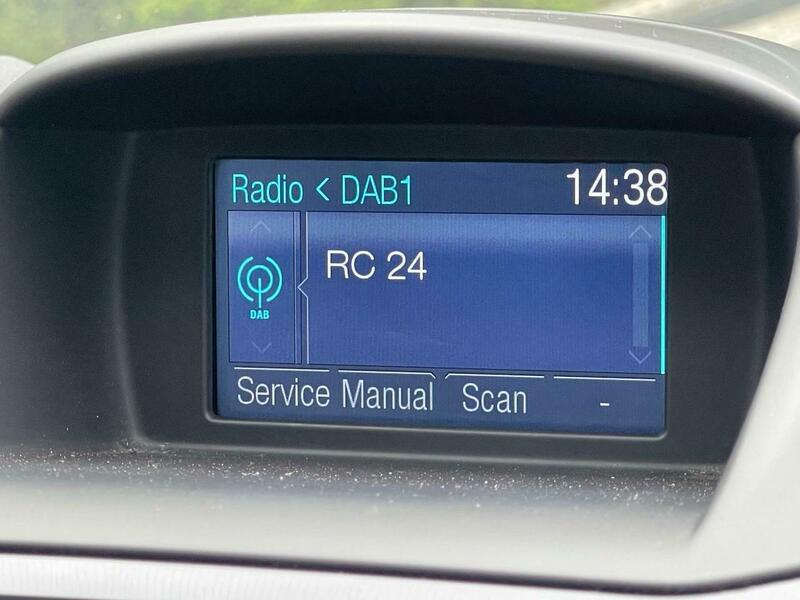 Radio < DAB1 14:38
RC 24
DAB
Service Manual Scan -